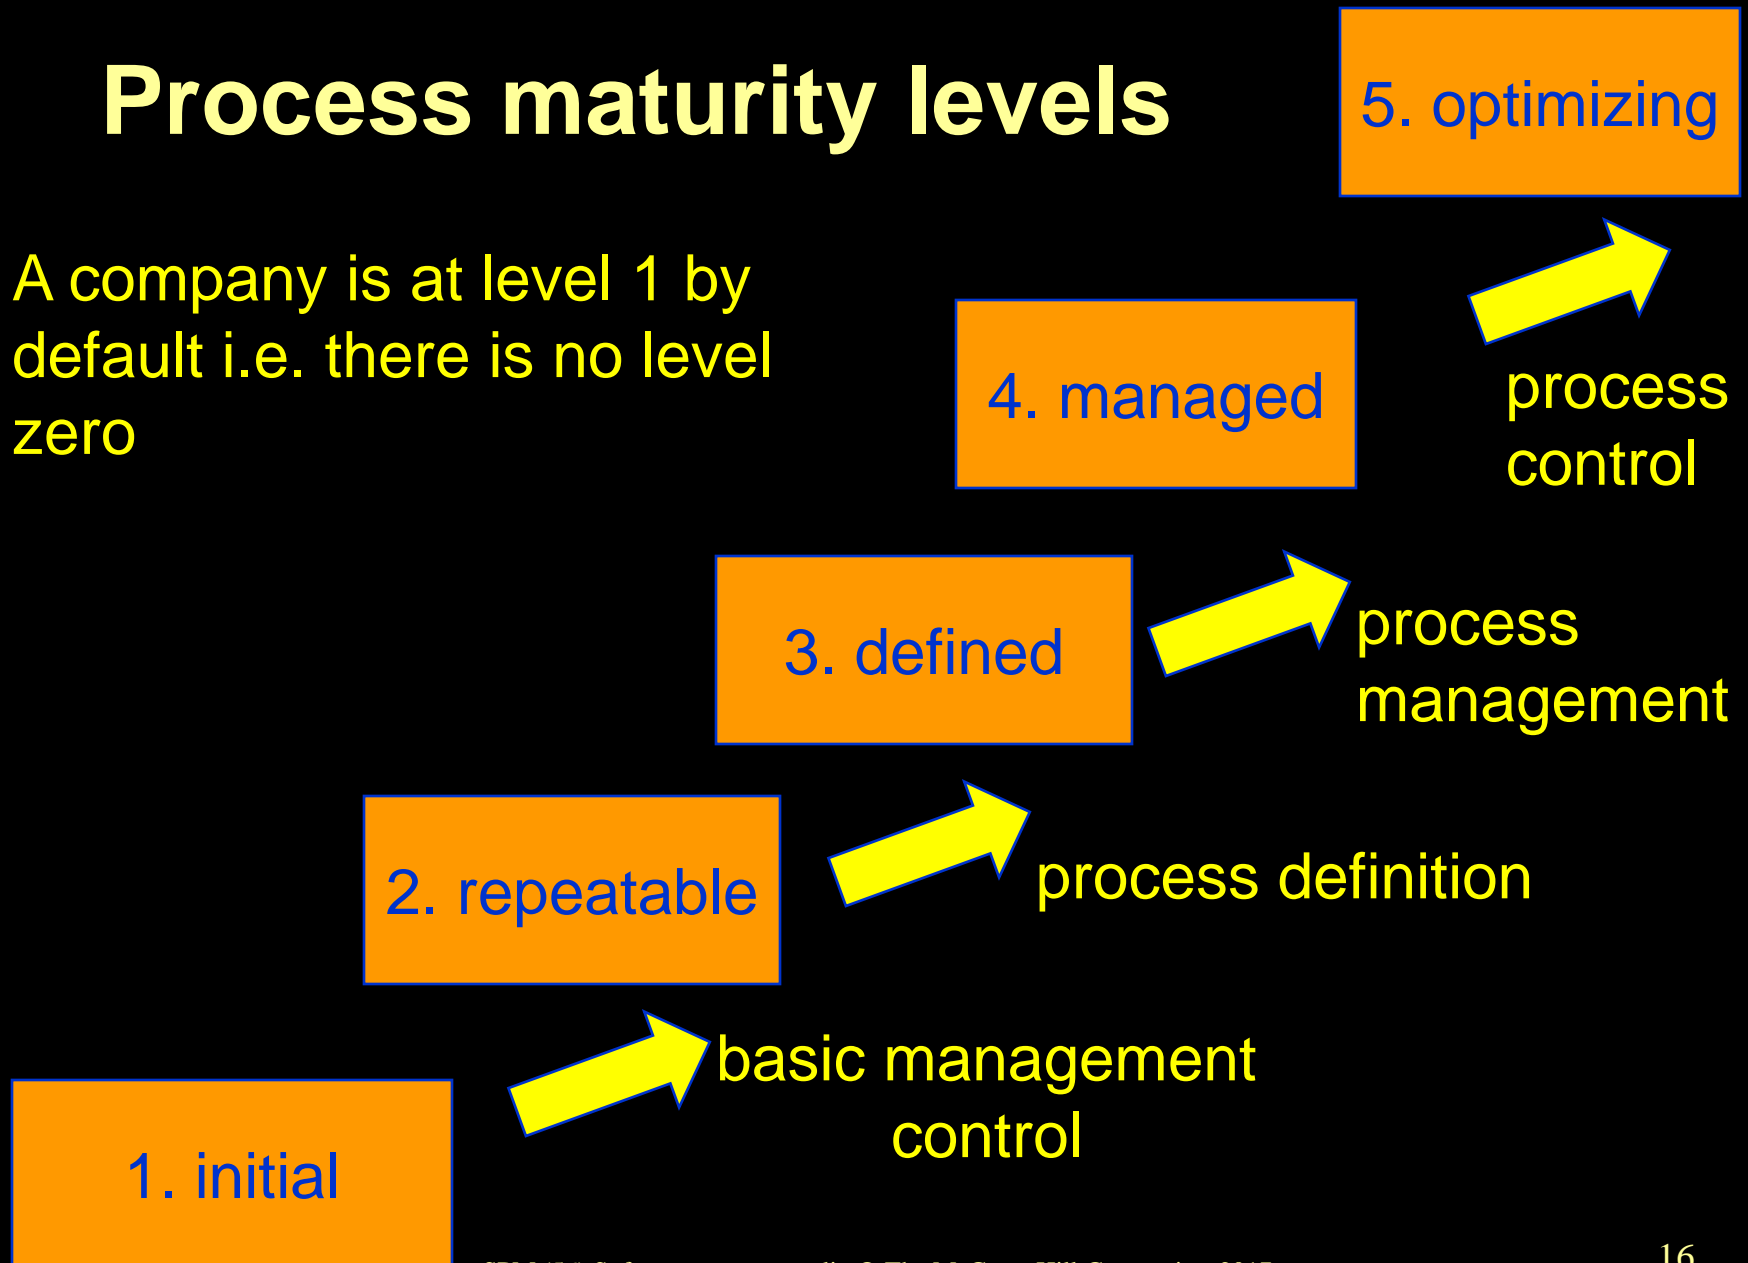 Process maturity levels
5. optimizing
A company is at level 1 by
default i.e. there is no level
zero
4. managed
process
control
3. defined
process
management
2. repeatable
process definition
basic management
control
1. initial
16